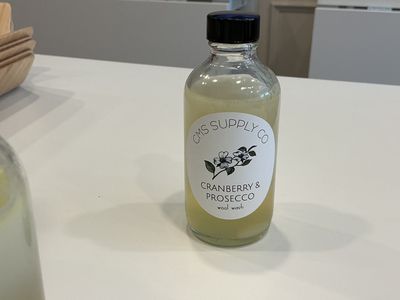 CMS SUPPLY CO
CRANBERRY &
PROSECCO
wool wash